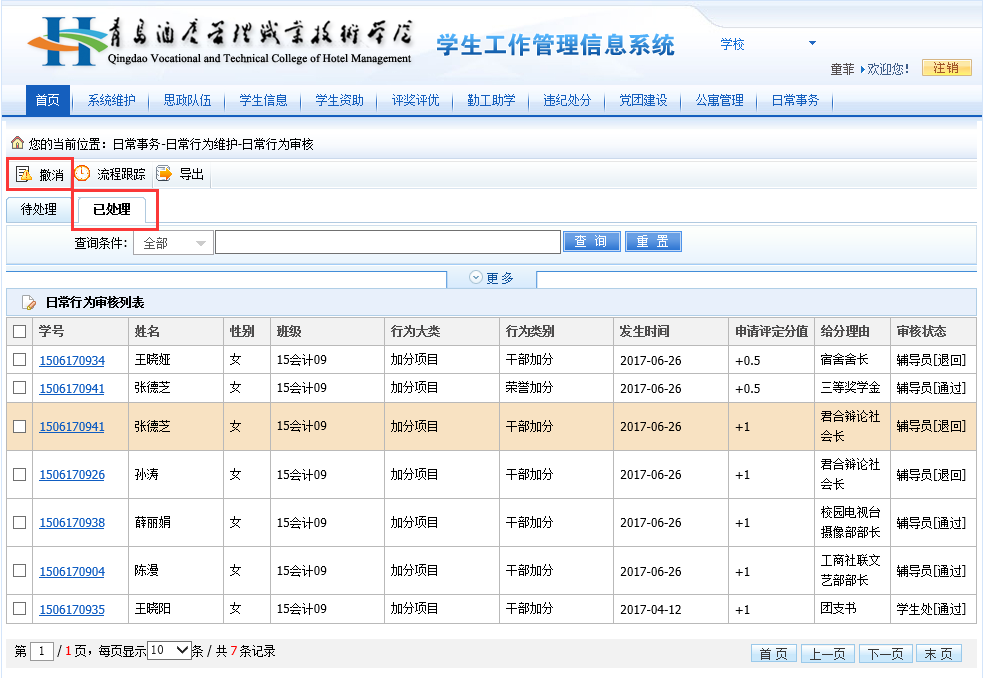 青岛酒店管理职业技术学院
Qingdao Vocational and Technical College of Hotel Management
学生工作管理信息系统
学校
童菲 欢迎您! 注销
首页 系统维护 思政队伍 学生信息 学生资助 评奖评优 勤工助学 违纪处分 党团建设 公寓管理 日常事务
您的当前位置：日常事务-日常行为维护-日常行为审核
撤消 流程跟踪 导出
待处理 已处理
查询条件： 全部 查 询 重 置
更多
日常行为审核列表
学号 姓名 性别 班级 行为大类 行为类别 发生时间 申请评定分值 给分理由 审核状态
1506170934 王晓娅 女 15会计09 加分项目 干部加分 2017-06-26 +0.5 宿舍舍长 辅导员[退回]
1506170941 张德芝 女 15会计09 加分项目 荣誉加分 2017-06-26 +0.5 三等奖学金 辅导员[通过]
1506170941 张德芝 女 15会计09 加分项目 干部加分 2017-06-26 +1 君合辩论社会长 辅导员[退回]
1506170926 孙涛 女 15会计09 加分项目 干部加分 2017-06-26 +1 君合辩论社会长 辅导员[退回]
1506170938 薛丽娟 女 15会计09 加分项目 干部加分 2017-06-26 +1 校园电视台摄像部部长 辅导员[通过]
1506170904 陈漫 女 15会计09 加分项目 干部加分 2017-06-26 +1 工商社联文艺部部长 辅导员[通过]
1506170935 王晓阳 女 15会计09 加分项目 干部加分 2017-04-12 +1 团支书 学生处[通过]
第 1 / 1 页，每页显示 10 条 / 共 7 条记录 首 页 上一页 下一页 末 页